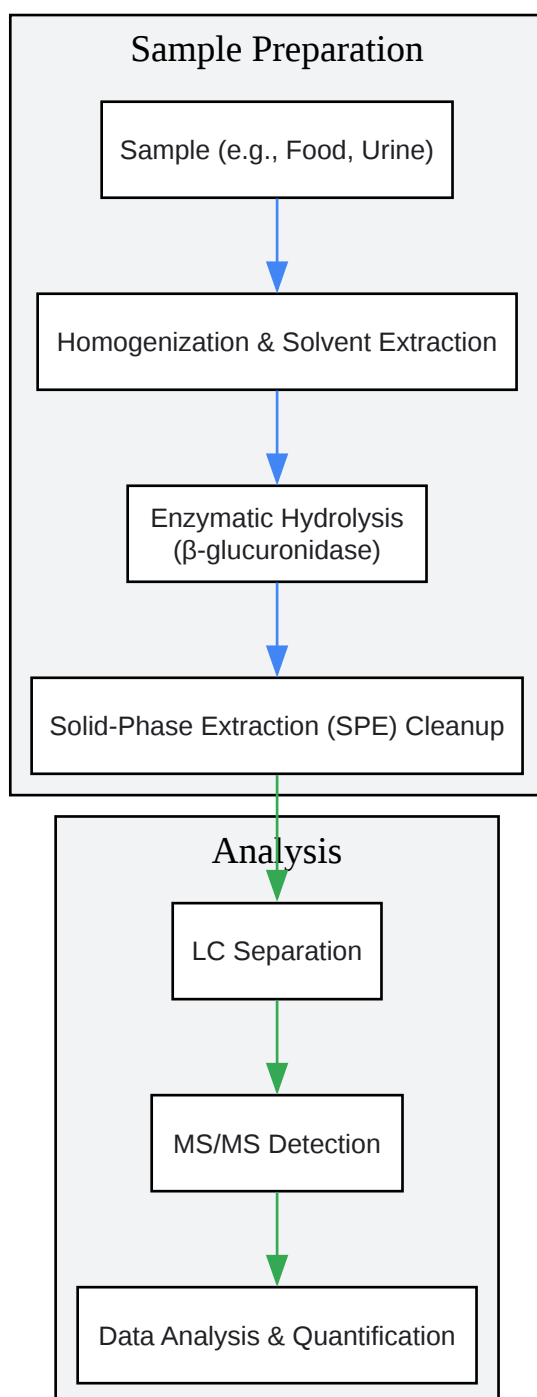 Sample Preparation
Sample (e.g., Food, Urine)
Homogenization & Solvent Extraction
Enzymatic Hydrolysis
(β-glucuronidase)
Solid-Phase Extraction (SPE) Cleanup
Analysis
LC Separation
MS/MS Detection
Data Analysis & Quantification